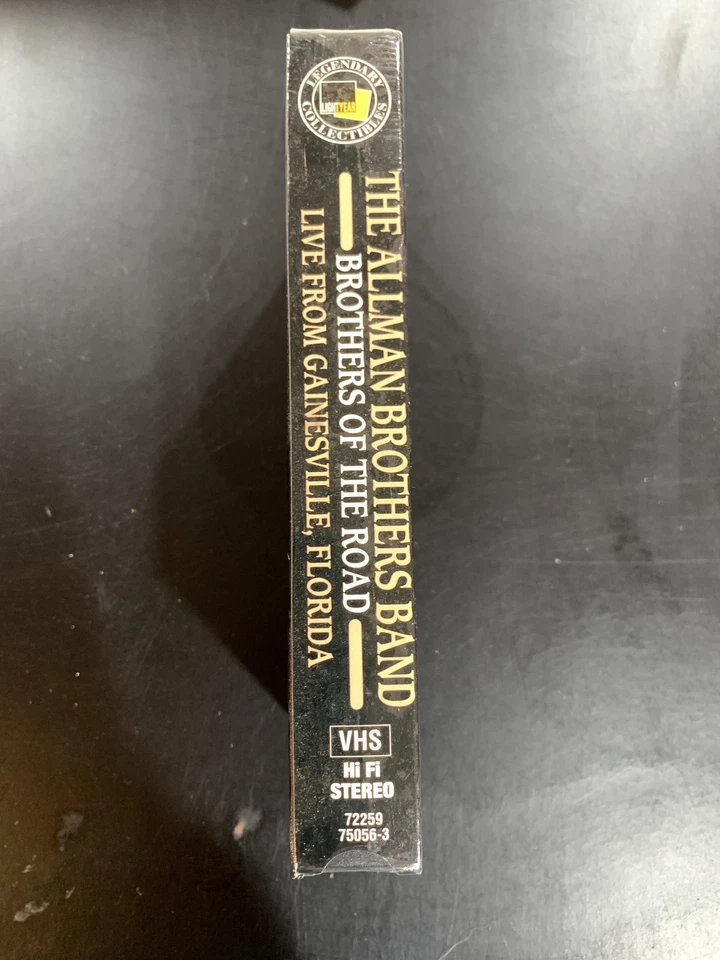 LEGENDARY
LIGHTYEAR
COLLECTIBLES
THE ALLMAN BROTHERS BAND
BROTHERS OF THE ROAD
LIVE FROM GAINESVILLE, FLORIDA
VHS
Hi Fi
STEREO
72259
75056-3